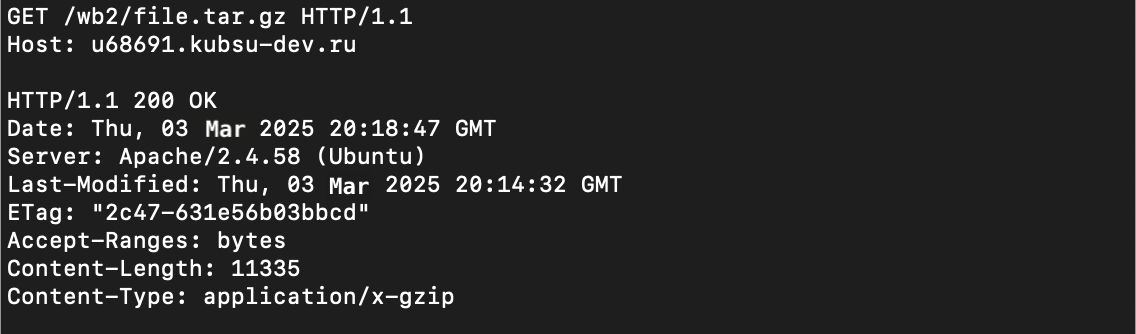 GET /wb2/file.tar.gz HTTP/1.1
Host: u68691.kubsu-dev.ru

HTTP/1.1 200 OK
Date: Thu, 03 Mar 2025 20:18:47 GMT
Server: Apache/2.4.58 (Ubuntu)
Last-Modified: Thu, 03 Mar 2025 20:14:32 GMT
ETag: "2c47-631e56b03bbcd"
Accept-Ranges: bytes
Content-Length: 11335
Content-Type: application/x-gzip